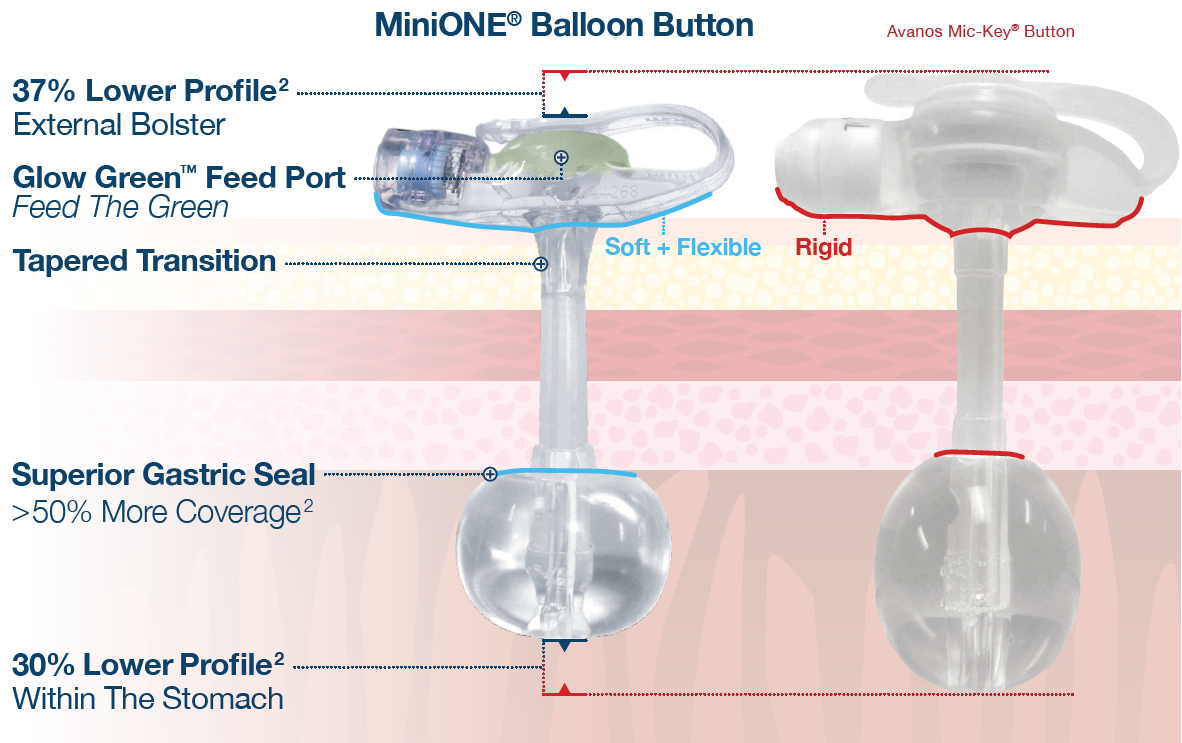 MiniONE® Balloon Button
Avanos Mic-Key® Button
37% Lower Profile²
External Bolster
Glow Green™ Feed Port
Feed The Green
268
Soft + Flexible
Rigid
Tapered Transition
Superior Gastric Seal
>50% More Coverage²
30% Lower Profile²
Within The Stomach